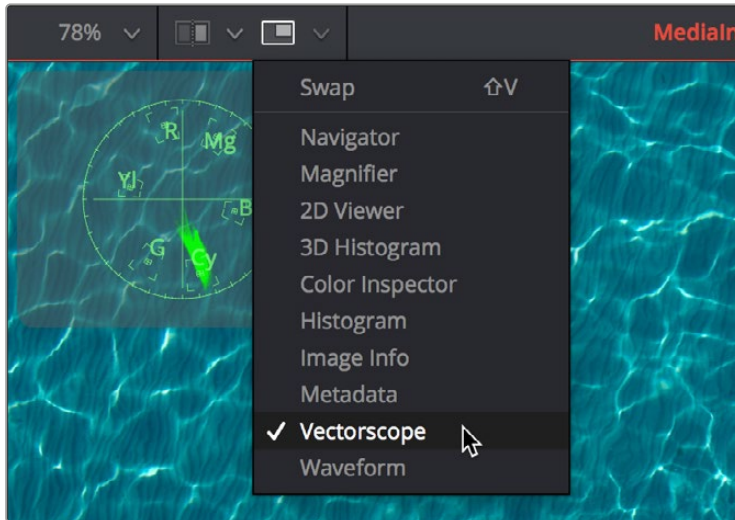 78%
MediaIn
Swap ⇧V
Navigator
Magnifier
2D Viewer
3D Histogram
Color Inspector
Histogram
Image Info
Metadata
✓ Vectorscope
Waveform
R
Mg
Yl
B
G
Cy